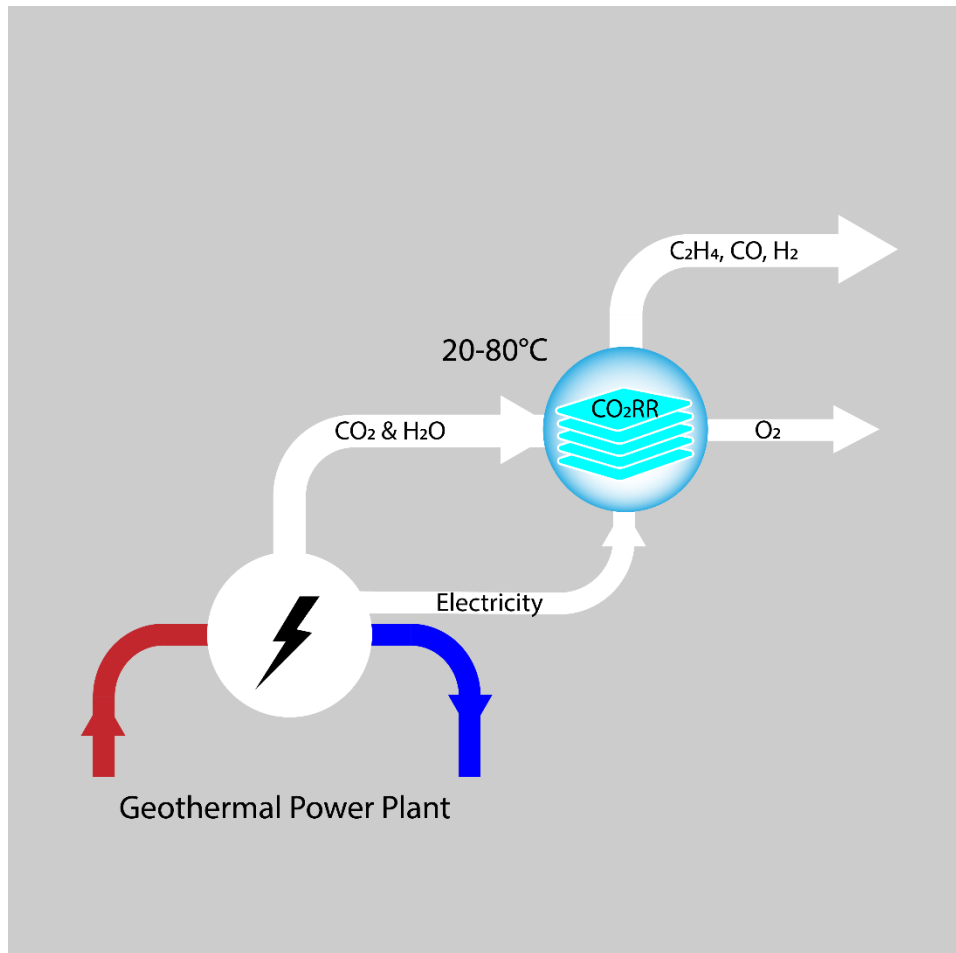 C₂H₄, CO, H₂
20-80°C
CO₂RR
CO₂ & H₂O
O₂
Electricity
Geothermal Power Plant